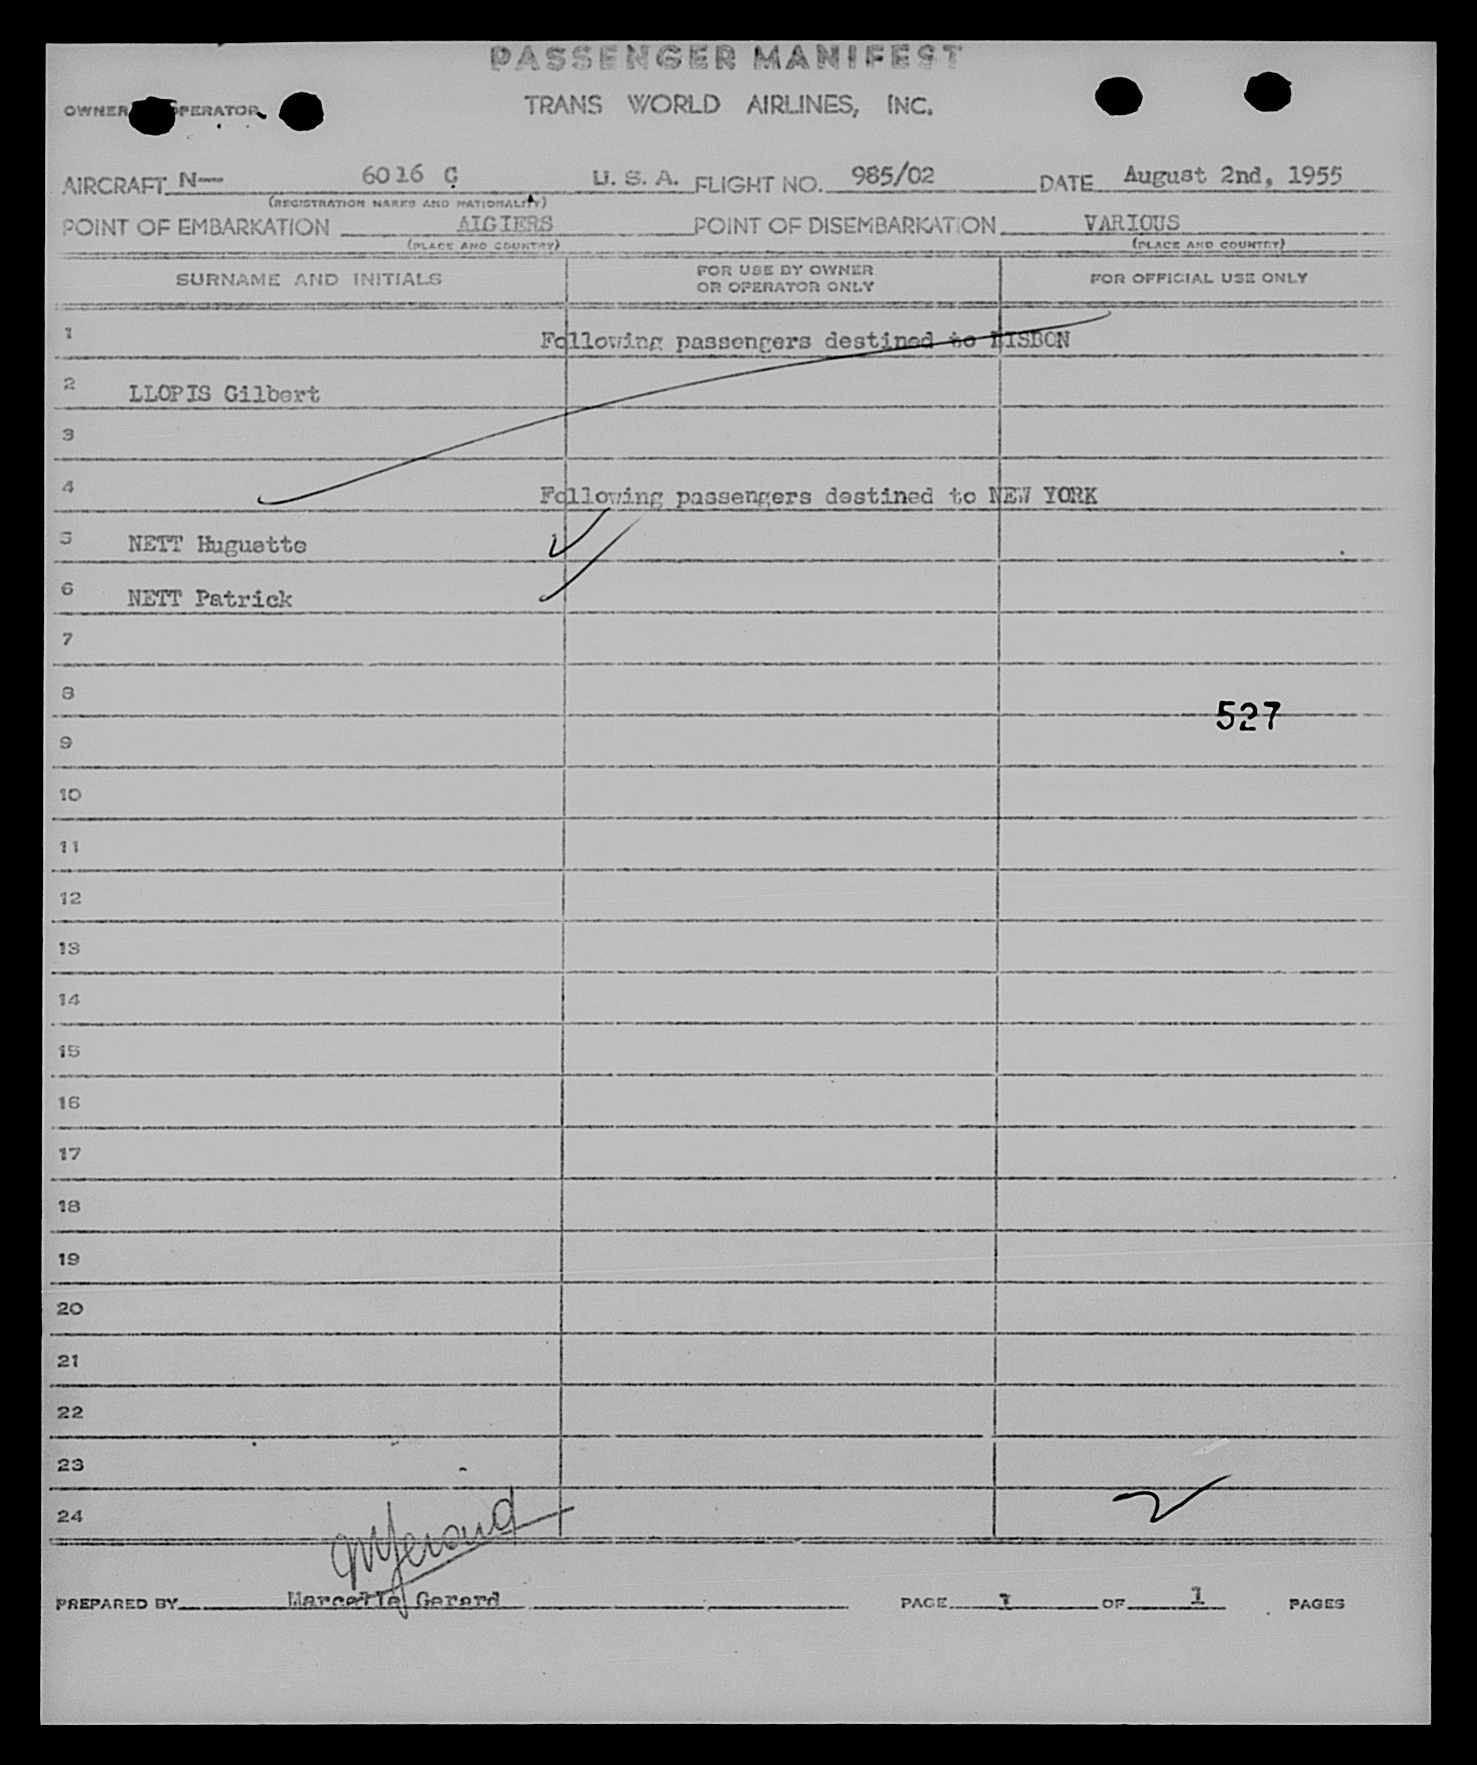 PASSENGER MANIFEST
OWNER OPERATOR TRANS WORLD AIRLINES, INC.
AIRCRAFT N— 6016 C U. S. A. FLIGHT NO. 985/02 DATE August 2nd, 1955
(REGISTRATION MARKS AND NATIONALITY)
POINT OF EMBARKATION ALGIERS POINT OF DISEMBARKATION VARIOUS
(PLACE AND COUNTRY) (PLACE AND COUNTRY)
SURNAME AND INITIALS FOR USE BY OWNER OR OPERATOR ONLY FOR OFFICIAL USE ONLY
1 Following passengers destined to LISBON
2 LLOPIS Gilbert
3
4 Following passengers destined to NEW YORK
5 NETT Huguette
6 NETT Patrick
7
8
527
9
10
11
12
13
14
15
16
17
18
19
20
21
22
23
24
MGerard
PREPARED BY Marcelle Gerard PAGE 1 OF 1 PAGES